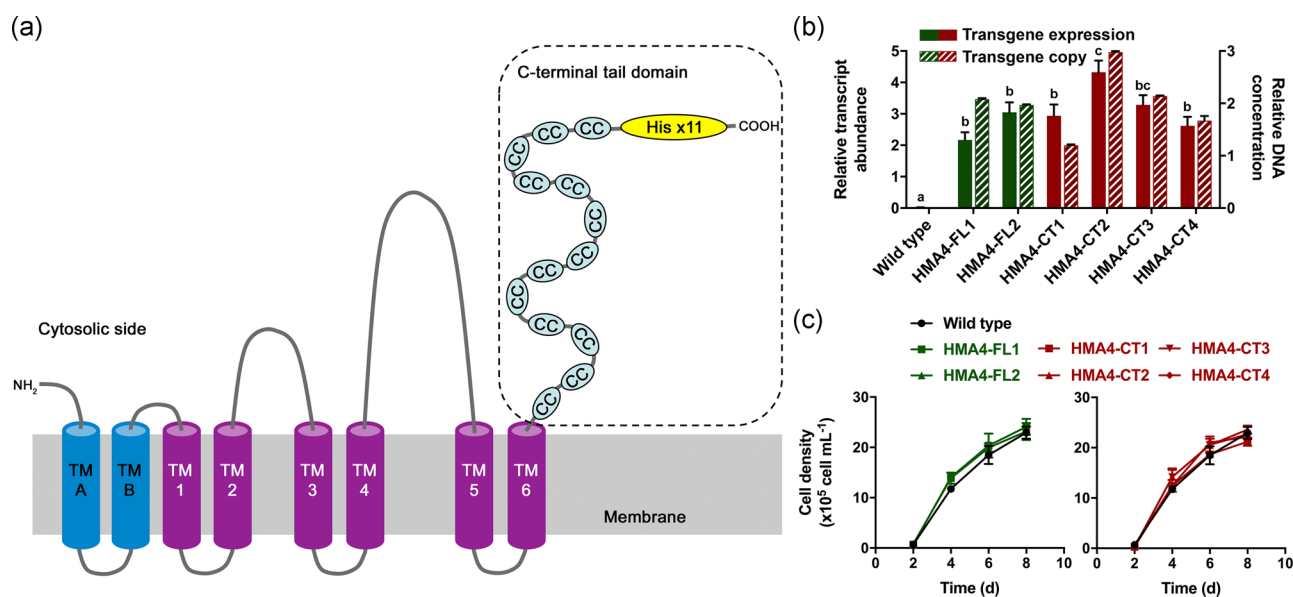 (a)
C-terminal tail domain
CC CC His x11 COOH
CC
CC CC
CC
CC CC
CC
CC CC
CC
CC
Cytosolic side
NH2
TM A
TM B
TM 1
TM 2
TM 3
TM 4
TM 5
TM 6
Membrane
(b)
Transgene expression
Transgene copy
Relative transcript
abundance
5
4
3
2
1
0
a
b
b
b
c
bc
b
3
2
1
0
Relative DNA
concentration
Wild type
HMA4-FL1
HMA4-FL2
HMA4-CT1
HMA4-CT2
HMA4-CT3
HMA4-CT4
(c)
Wild type
HMA4-FL1
HMA4-FL2
HMA4-CT1
HMA4-CT2
HMA4-CT3
HMA4-CT4
Cell density
(x10⁵ cell mL⁻¹)
30
20
10
0
0 2 4 6 8 10
Time (d)
30
20
10
0
0 2 4 6 8 10
Time (d)